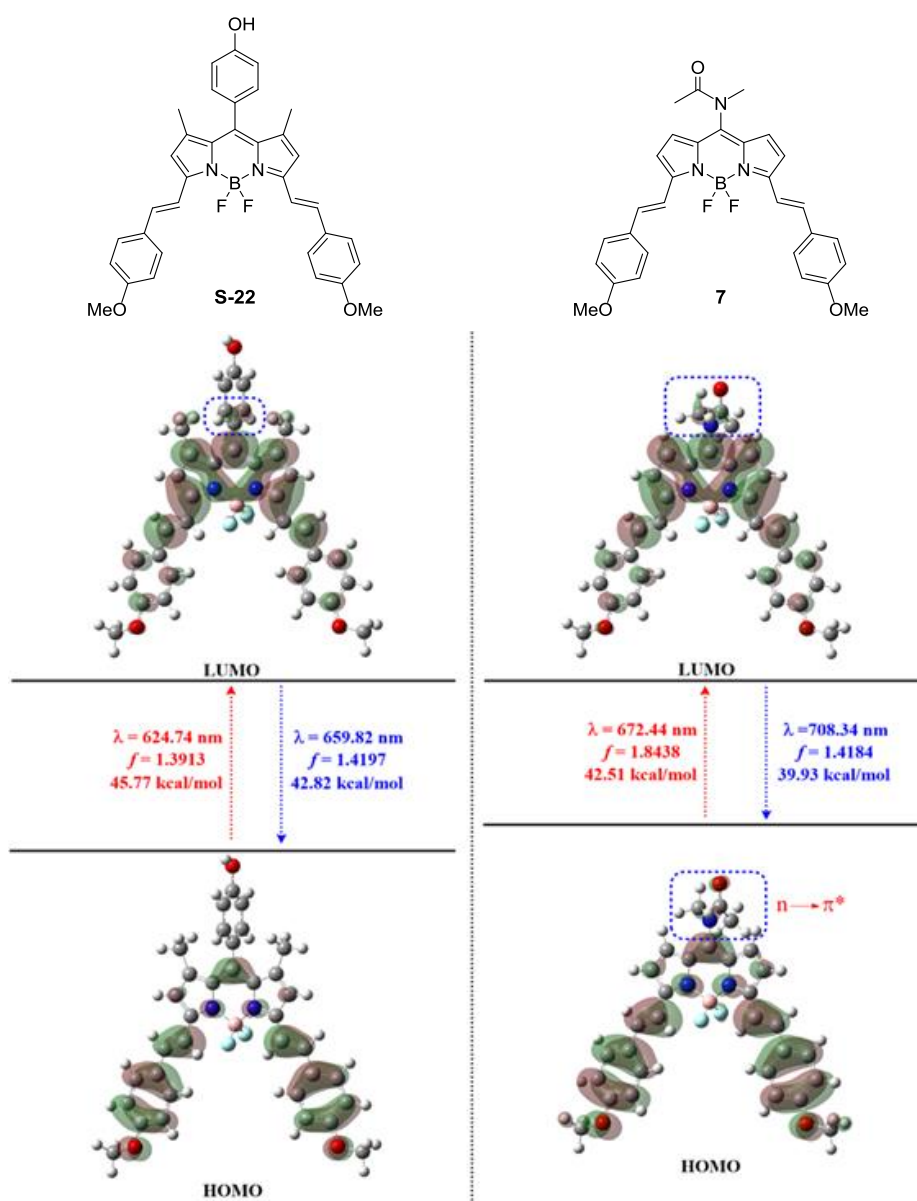 OH
N
N
B
F
F
MeO
OMe
S-22
O
N
N
N
B
F
F
MeO
OMe
7
LUMO
λ = 624.74 nm
f = 1.3913
45.77 kcal/mol
λ = 659.82 nm
f = 1.4197
42.82 kcal/mol
HOMO
LUMO
λ = 672.44 nm
f = 1.8438
42.51 kcal/mol
λ =708.34 nm
f = 1.4184
39.93 kcal/mol
n → π*
HOMO